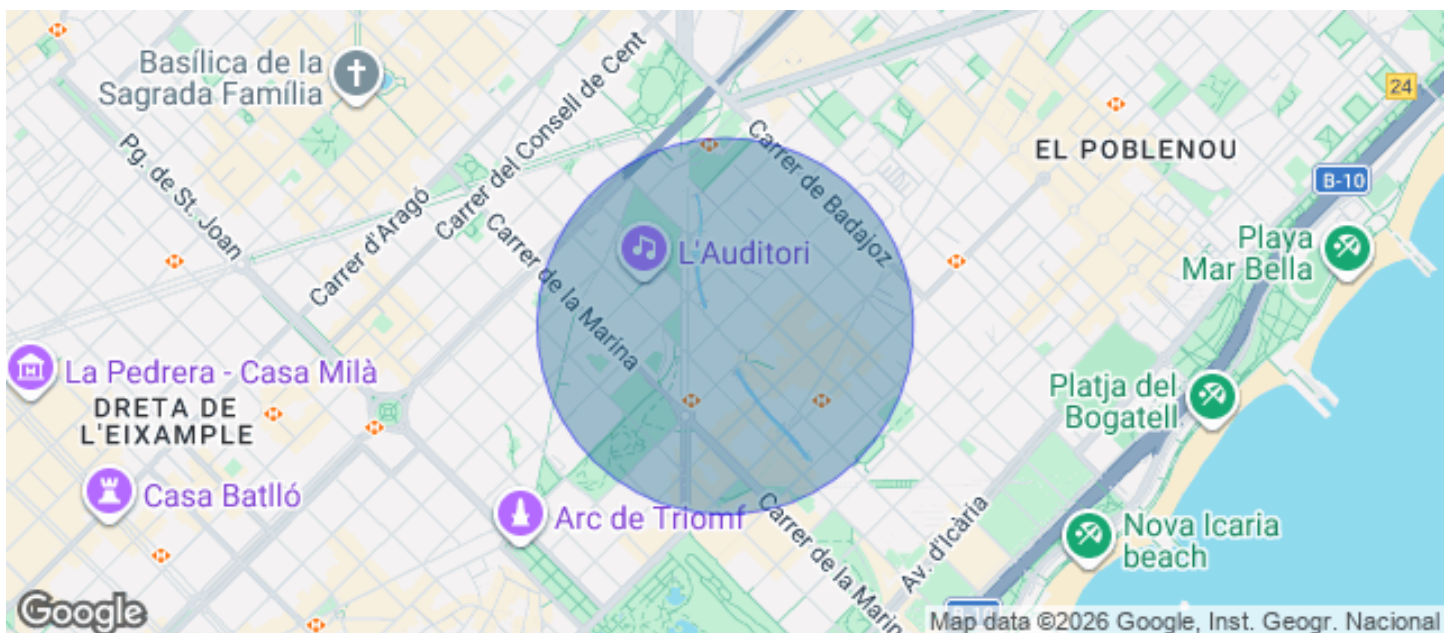 Basílica de la
Sagrada Família
Carrer del Consell de Cent
24
Carrer de Badajoz
EL POBLENOU
B-10
Pg. de St. Joan
Carrer d'Aragó
Carrer de la Marina
L'Auditori
Playa
Mar Bella
La Pedrera - Casa Milà
DRETA DE
L'EIXAMPLE
Platja del
Bogatell
Casa Batlló
Arc de Triomf
Carrer de la Marin
Av. d'Icària
Nova Icaria
beach
Google
B-10
Map data ©2026 Google, Inst. Geogr. Nacional